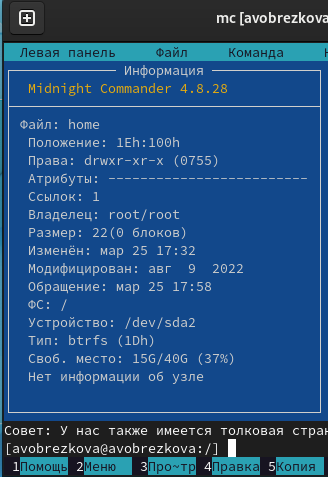 mc [avobrezkova
Левая панель Файл Команда
Информация
Midnight Commander 4.8.28
Файл: home
Положение: 1Eh:100h
Права: drwxr-xr-x (0755)
Атрибуты: -------------------------
Ссылок: 1
Владелец: root/root
Размер: 22(0 блоков)
Изменён: мар 25 17:32
Модифицирован: авг 9 2022
Обращение: мар 25 17:58
ФС: /
Устройство: /dev/sda2
Тип: btrfs (1Dh)
Своб. место: 15G/40G (37%)
Нет информации об узле
Совет: У нас также имеется толковая стран
[avobrezkova@avobrezkova:/]
1Помощь 2Меню 3Про~тр 4Правка 5Копия